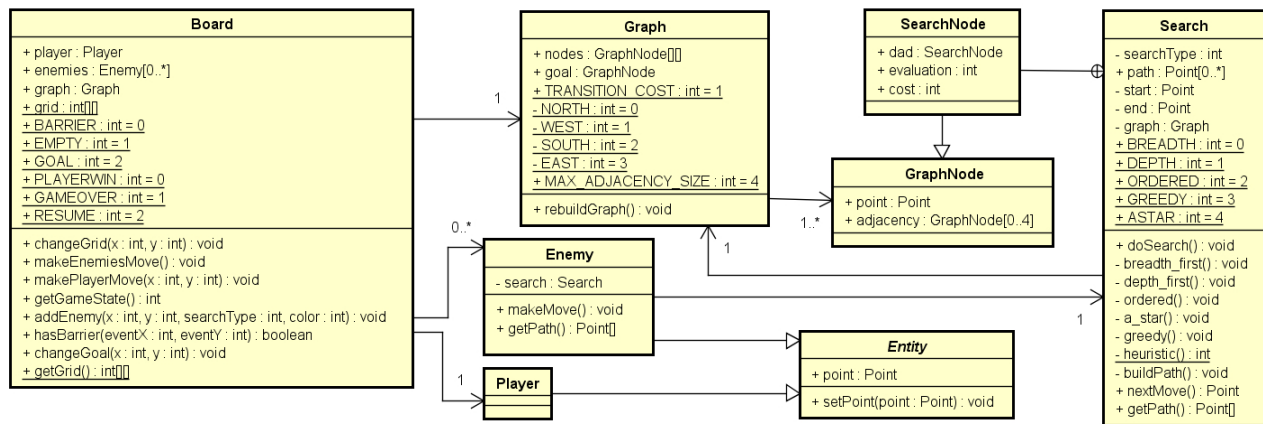 Board
+ player : Player
+ enemies : Enemy[0..*]
+ graph : Graph
+ grid : int[][]
+ BARRIER : int = 0
+ EMPTY : int = 1
+ GOAL : int = 2
+ PLAYERWIN : int = 0
+ GAMEOVER : int = 1
+ RESUME : int = 2
+ changeGrid(x : int, y : int) : void
+ makeEnemiesMove() : void
+ makePlayerMove(x : int, y : int) : void
+ getGameState() : int
+ addEnemy(x : int, y : int, searchType : int, color : int) : void
+ hasBarrier(eventX : int, eventY : int) : boolean
+ changeGoal(x : int, y : int) : void
+ getGrid() : int[][]
1
0..*
1
Graph
+ nodes : GraphNode[][]
+ goal : GraphNode
+ TRANSITION_COST : int = 1
- NORTH : int = 0
- WEST : int = 1
- SOUTH : int = 2
- EAST : int = 3
+ MAX_ADJACENCY_SIZE : int = 4
+ rebuildGraph() : void
1..*
1
Enemy
- search : Search
+ makeMove() : void
+ getPath() : Point[]
1
Player
SearchNode
+ dad : SearchNode
+ evaluation : int
+ cost : int
GraphNode
+ point : Point
+ adjacency : GraphNode[0..4]
Entity
+ point : Point
+ setPoint(point : Point) : void
Search
- searchType : int
+ path : Point[0..*]
- start : Point
- end : Point
- graph : Graph
+ BREADTH : int = 0
+ DEPTH : int = 1
+ ORDERED : int = 2
+ GREEDY : int = 3
+ ASTAR : int = 4
+ doSearch() : void
- breadth_first() : void
- depth_first() : void
- ordered() : void
- a_star() : void
- greedy() : void
- heuristic() : int
- buildPath() : void
+ nextMove() : Point
+ getPath() : Point[]